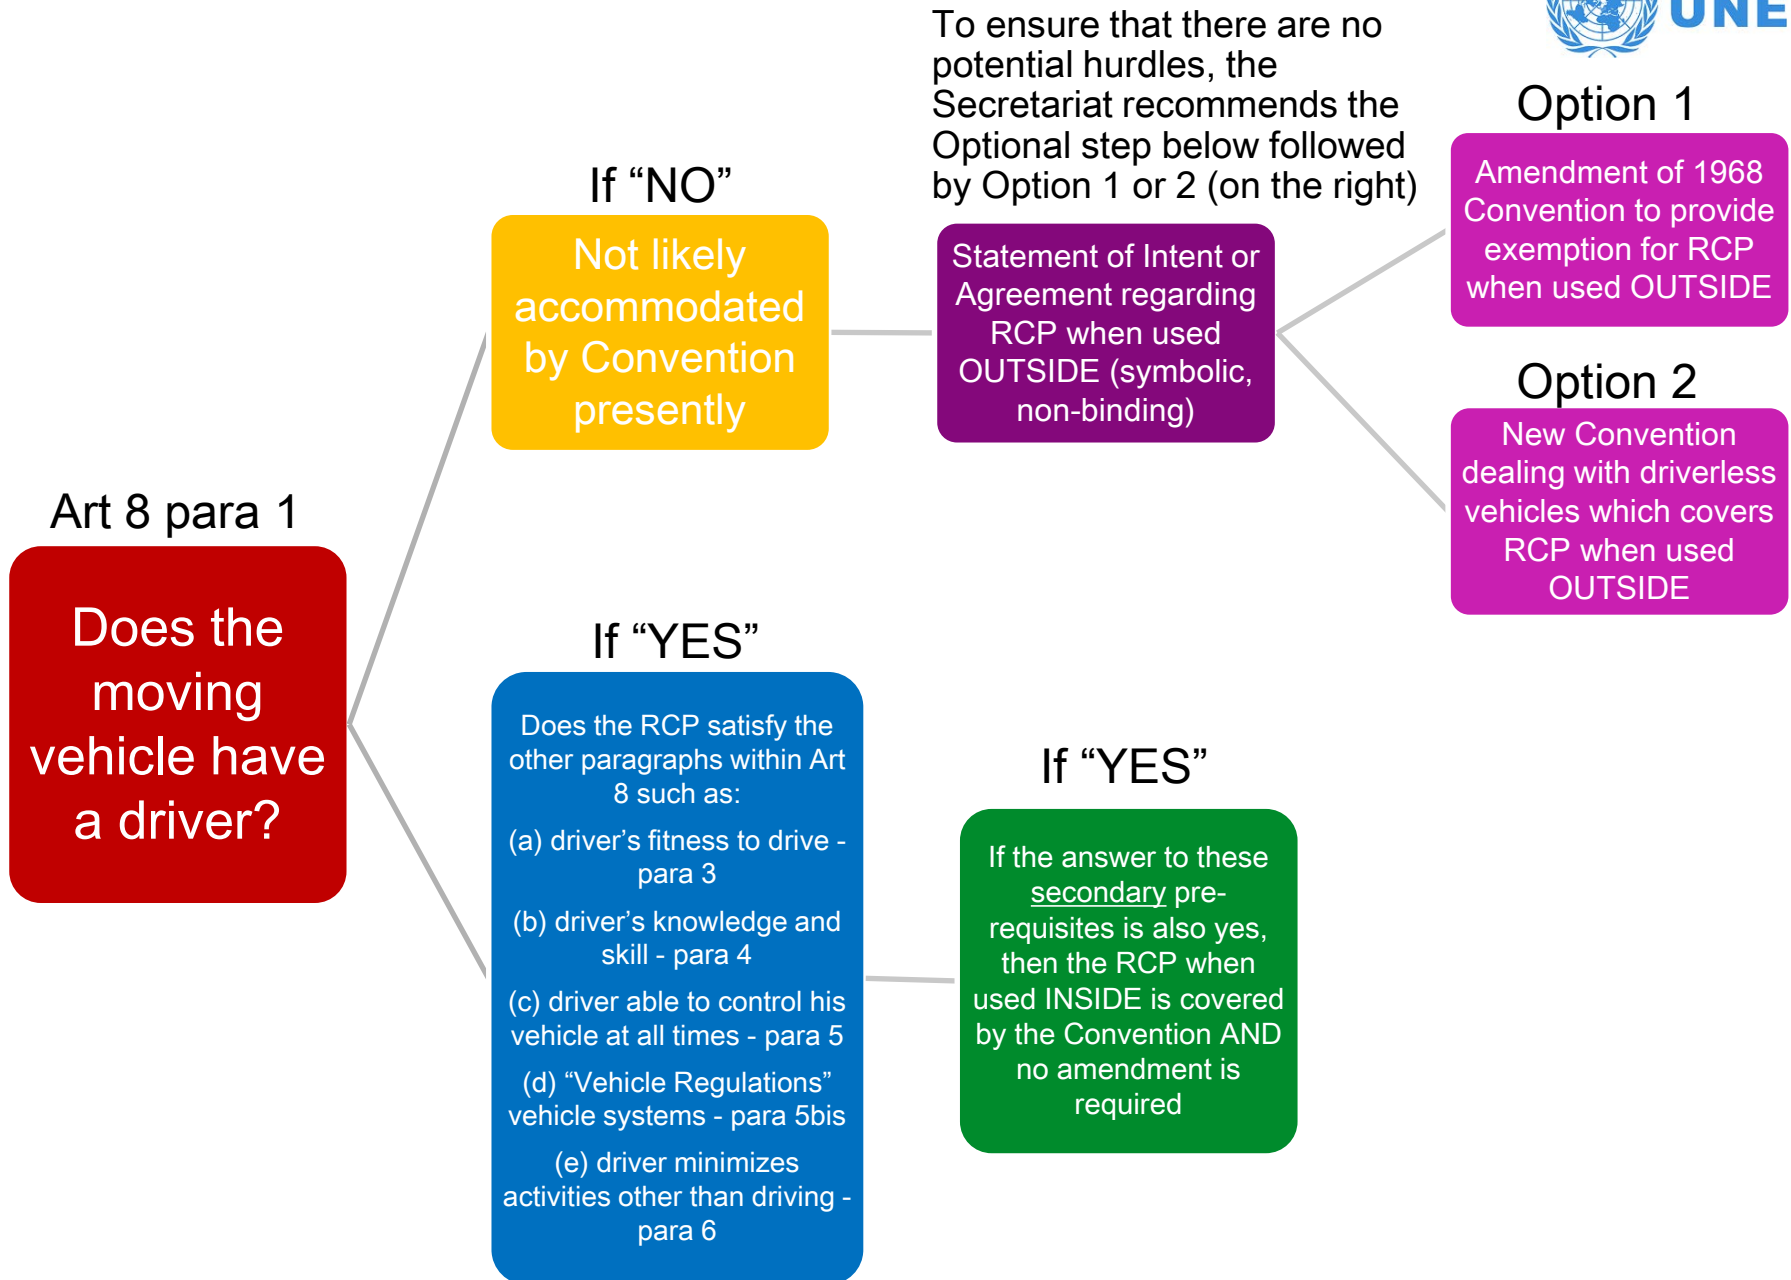 UNE
To ensure that there are no
potential hurdles, the
Secretariat recommends the
Optional step below followed
by Option 1 or 2 (on the right)
Option 1
Amendment of 1968
Convention to provide
exemption for RCP
when used OUTSIDE
If “NO”
Not likely
accommodated
by Convention
presently
Statement of Intent or
Agreement regarding
RCP when used
OUTSIDE (symbolic,
non-binding)
Option 2
New Convention
dealing with driverless
vehicles which covers
RCP when used
OUTSIDE
Art 8 para 1
Does the
moving
vehicle have
a driver?
If “YES”
Does the RCP satisfy the
other paragraphs within Art
8 such as:
(a) driver’s fitness to drive -
para 3
(b) driver’s knowledge and
skill - para 4
(c) driver able to control his
vehicle at all times - para 5
(d) “Vehicle Regulations”
vehicle systems - para 5bis
(e) driver minimizes
activities other than driving -
para 6
If “YES”
If the answer to these
secondary pre-
requisites is also yes,
then the RCP when
used INSIDE is covered
by the Convention AND
no amendment is
required